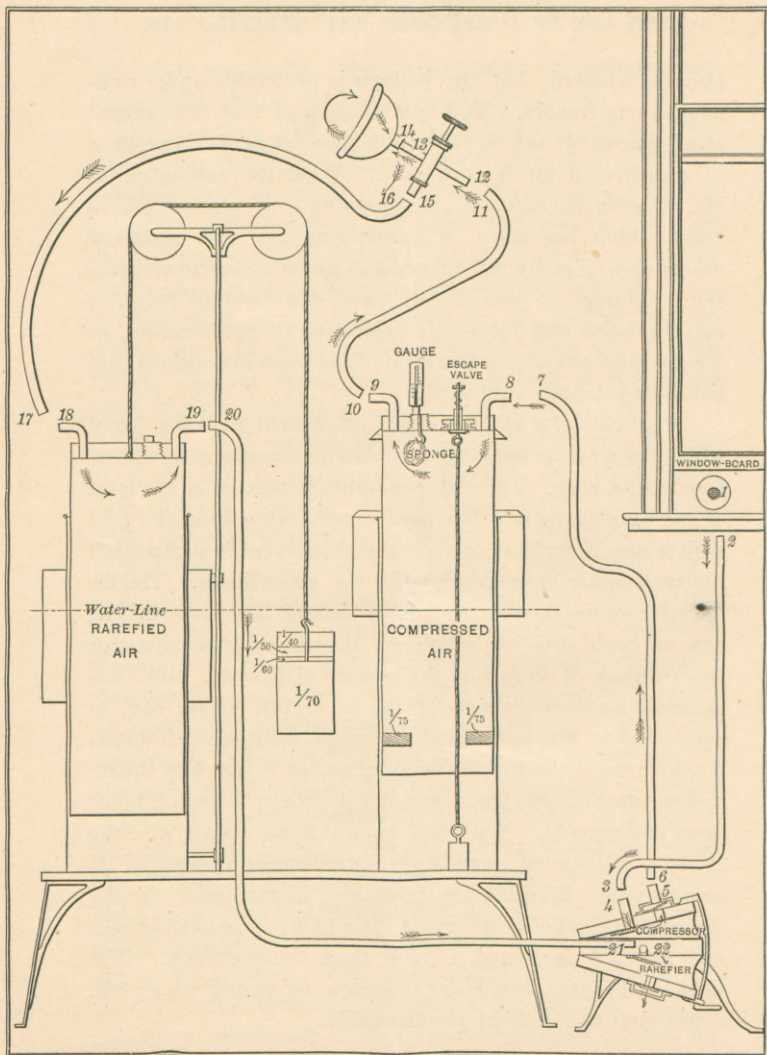 14
13
12
16
15
11
GAUGE
ESCAPE
VALVE
9
10
8
7
17
18
19
20
SPONGE
WINDOW-BOARD
1
2
Water-Line
RAREFIED
AIR
COMPRESSED
AIR
1/50
1/40
1/60
1/70
1/75
1/75
3
6
4
5
COMPRESSOR
21
22
RAREFIER